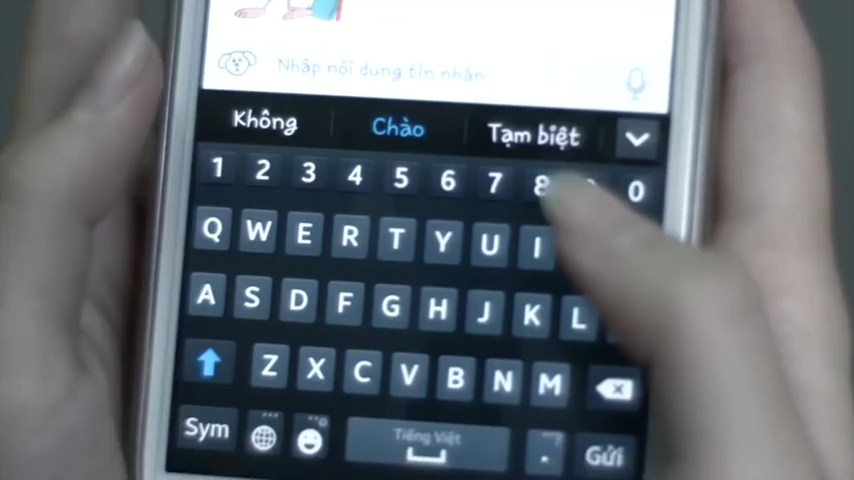 Nhập nội dung tin nhắn
Không Chào Tạm biệt
1 2 3 4 5 6 7 8 0
Q W E R T Y U I
A S D F G H J K L
Z X C V B N M
Sym Tiếng Việt . Gửi